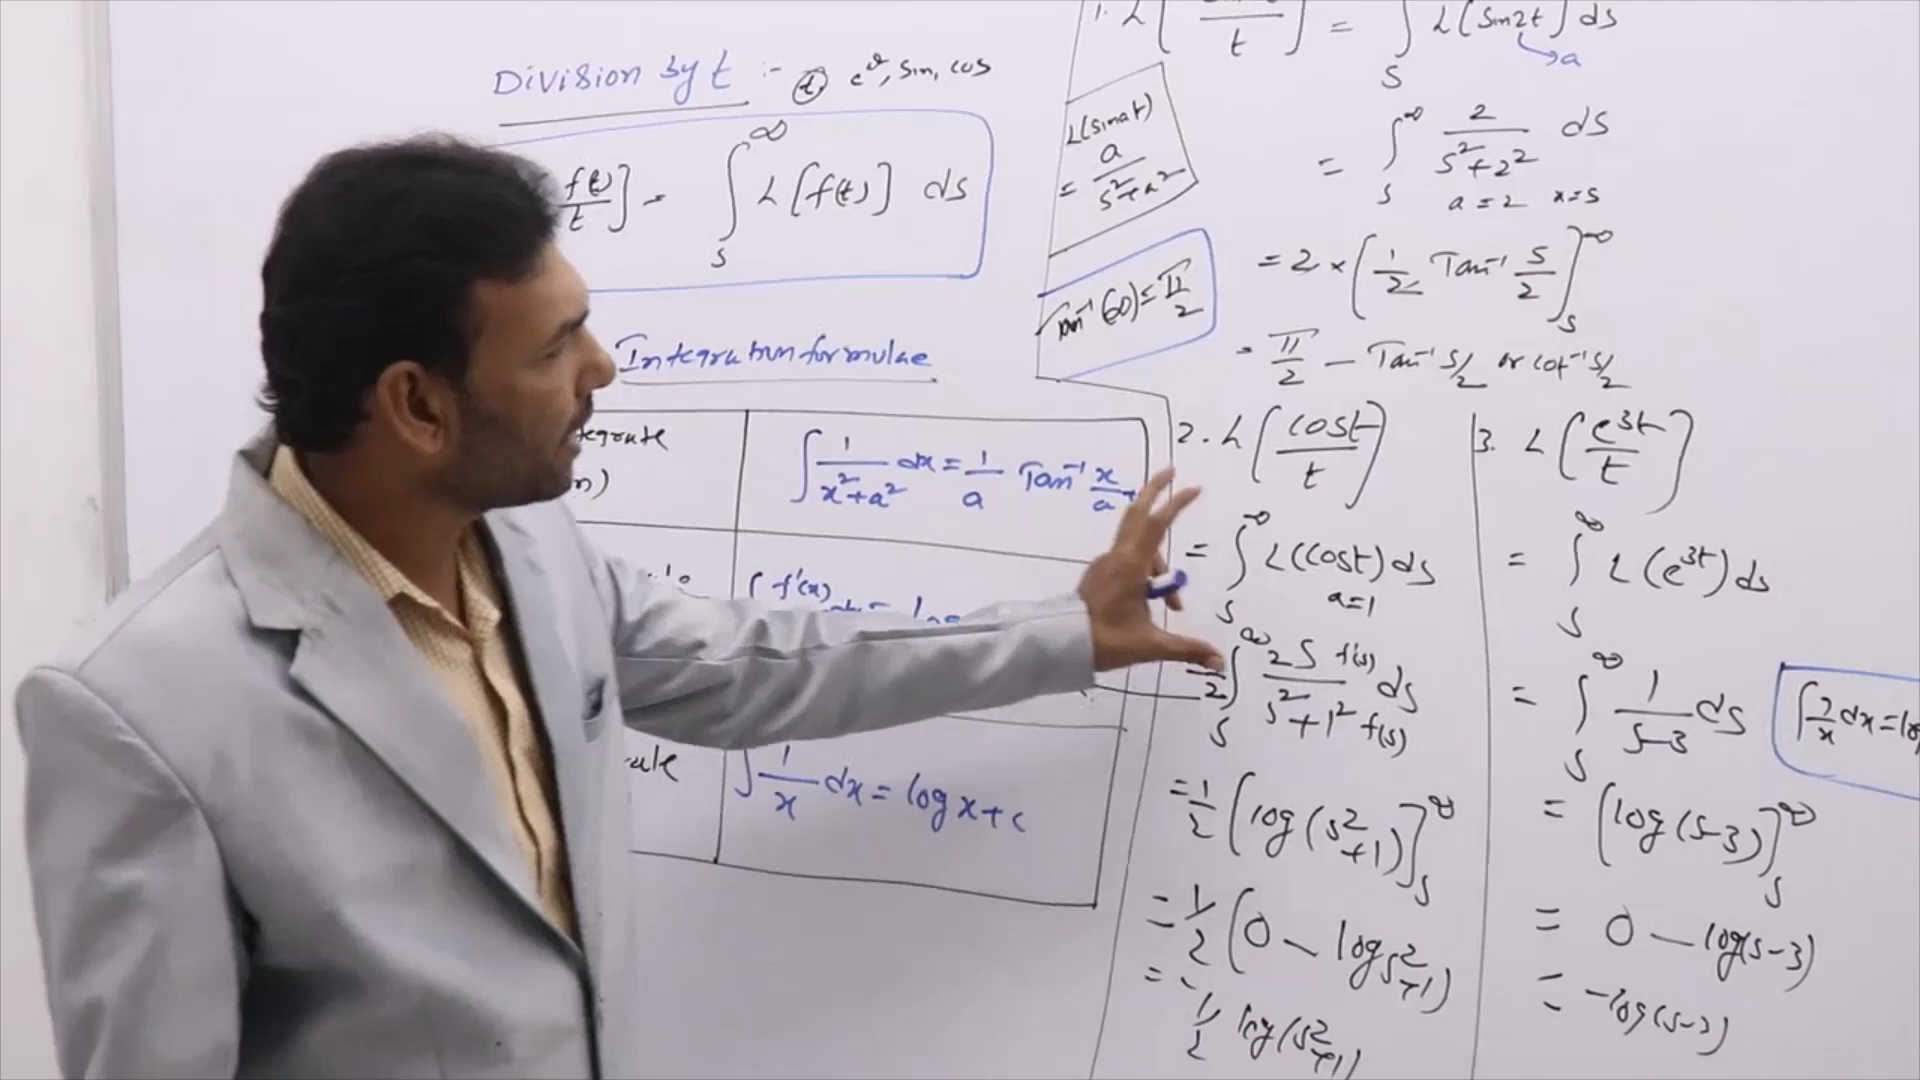 Division by t :- ⓣ e^at, sin, cos
f(t)/t] = ∫_s^∞ L[f(t)] ds
Integration formulae
tegrate
∫ 1/(x²+a²) dx = 1/a Tan⁻¹ x/a
∫ f'(x)
∫ 1/x dx = log x + c
L(sinat)
= a/(s²+a²)
Tan⁻¹(∞) = π/2
1. L[ /t] = ∫_s L(sin2t) ds
→a
= ∫_s^∞ 2/(s²+2²) ds
a=2 x=s
= 2 × (1/2 Tan⁻¹ s/2]_s^∞
= π/2 – Tan⁻¹ s/2 or cot⁻¹ s/2
2. L(cost/t)
= ∫_s^∞ L(cost) ds
a=1
1/2 ∫_s^∞ 2s/(s²+1²) ds f'(s) f(s)
= 1/2 (log(s²+1)]_s^∞
= 1/2 (0 – log s²+1)
= -1/2 log(s²+1)
3. L(e^3t/t)
= ∫_s^∞ L(e^3t) ds
= ∫_s^∞ 1/(s-3) ds
= (log(s-3)]_s^∞
= 0 – log(s-3)
= -log(s-3)
dx = log